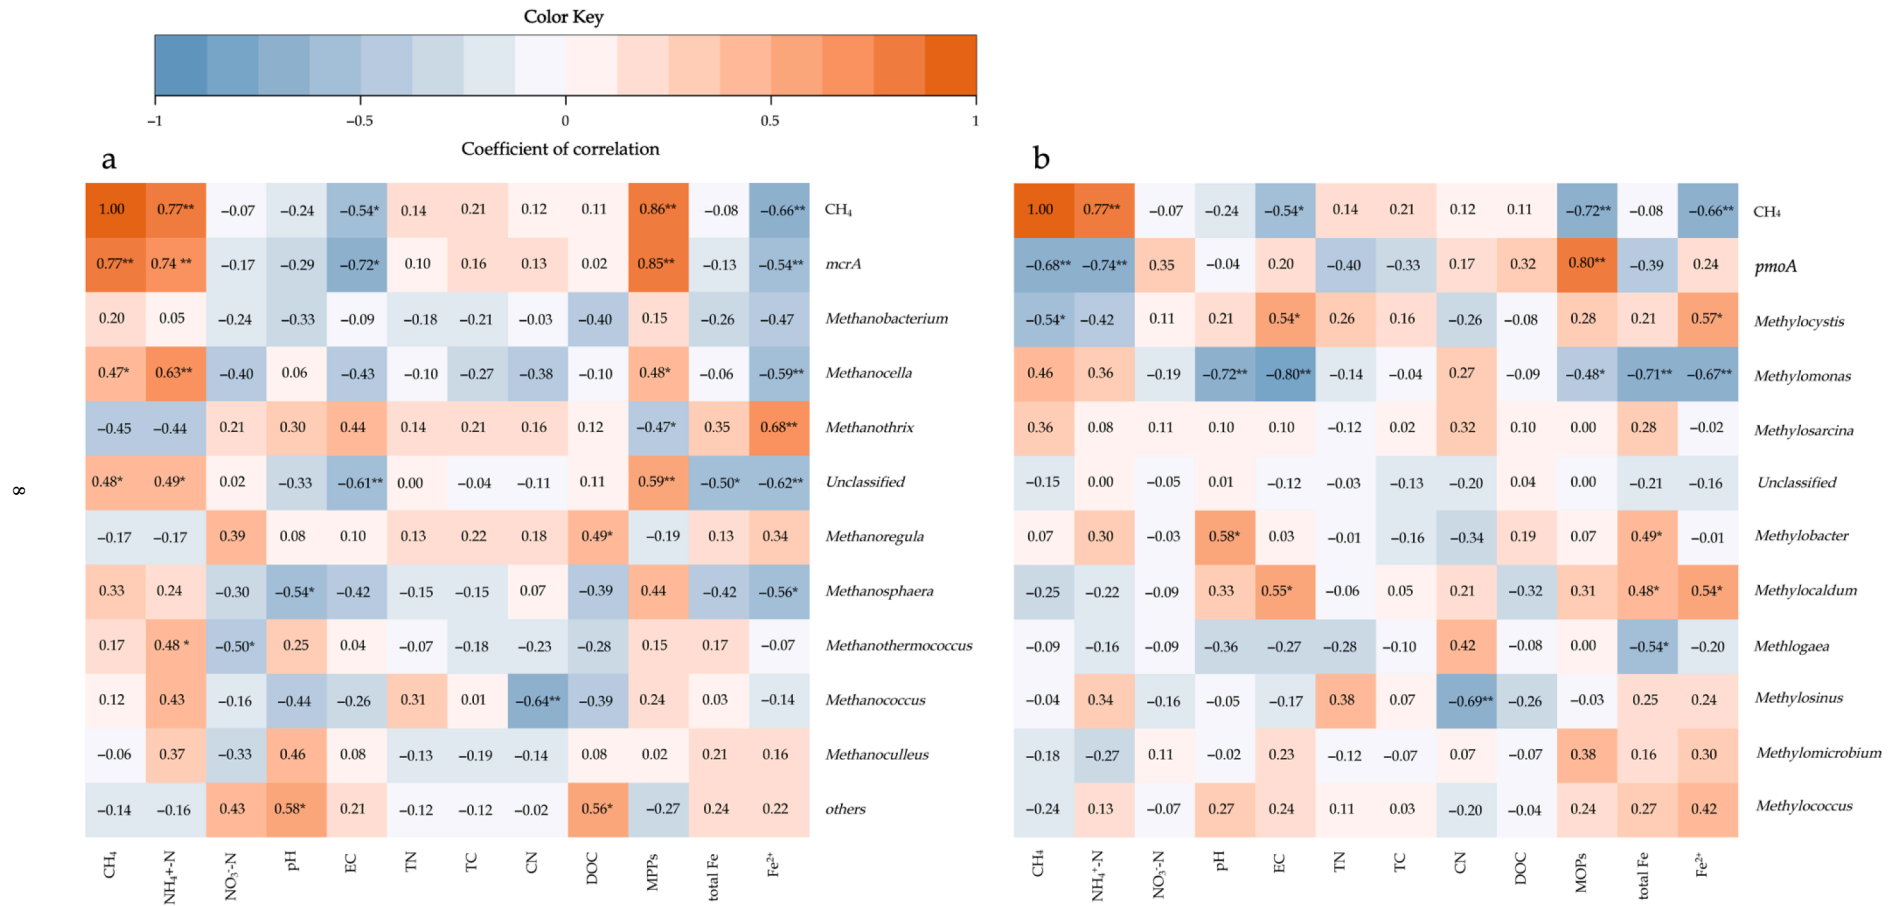 Color Key
−1 −0.5 0 0.5 1
Coefficient of correlation
a
1.00 0.77** −0.07 −0.24 −0.54* 0.14 0.21 0.12 0.11 0.86** −0.08 −0.66** CH₄
0.77** 0.74 ** −0.17 −0.29 −0.72* 0.10 0.16 0.13 0.02 0.85** −0.13 −0.54** mcrA
0.20 0.05 −0.24 −0.33 −0.09 −0.18 −0.21 −0.03 −0.40 0.15 −0.26 −0.47 Methanobacterium
0.47* 0.63** −0.40 0.06 −0.43 −0.10 −0.27 −0.38 −0.10 0.48* −0.06 −0.59** Methanocella
−0.45 −0.44 0.21 0.30 0.44 0.14 0.21 0.16 0.12 −0.47* 0.35 0.68** Methanothrix
0.48* 0.49* 0.02 −0.33 −0.61** 0.00 −0.04 −0.11 0.11 0.59** −0.50* −0.62** Unclassified
−0.17 −0.17 0.39 0.08 0.10 0.13 0.22 0.18 0.49* −0.19 0.13 0.34 Methanoregula
0.33 0.24 −0.30 −0.54* −0.42 −0.15 −0.15 0.07 −0.39 0.44 −0.42 −0.56* Methanosphaera
0.17 0.48 * −0.50* 0.25 0.04 −0.07 −0.18 −0.23 −0.28 0.15 0.17 −0.07 Methanothermococcus
0.12 0.43 −0.16 −0.44 −0.26 0.31 0.01 −0.64** −0.39 0.24 0.03 −0.14 Methanococcus
−0.06 0.37 −0.33 0.46 0.08 −0.13 −0.19 −0.14 0.08 0.02 0.21 0.16 Methanoculleus
−0.14 −0.16 0.43 0.58* 0.21 −0.12 −0.12 −0.02 0.56* −0.27 0.24 0.22 others
CH₄ NH₄+-N NO₃⁻-N pH EC TN TC CN DOC MPPs total Fe Fe²⁺
b
1.00 0.77** −0.07 −0.24 −0.54* 0.14 0.21 0.12 0.11 −0.72** −0.08 −0.66** CH₄
−0.68** −0.74** 0.35 −0.04 0.20 −0.40 −0.33 0.17 0.32 0.80** −0.39 0.24 pmoA
−0.54* −0.42 0.11 0.21 0.54* 0.26 0.16 −0.26 −0.08 0.28 0.21 0.57* Methylocystis
0.46 0.36 −0.19 −0.72** −0.80** −0.14 −0.04 0.27 −0.09 −0.48* −0.71** −0.67** Methylomonas
0.36 0.08 0.11 0.10 0.10 −0.12 0.02 0.32 0.10 0.00 0.28 −0.02 Methylosarcina
−0.15 0.00 −0.05 0.01 −0.12 −0.03 −0.13 −0.20 0.04 0.00 −0.21 −0.16 Unclassified
0.07 0.30 −0.03 0.58* 0.03 −0.01 −0.16 −0.34 0.19 0.07 0.49* −0.01 Methylobacter
−0.25 −0.22 −0.09 0.33 0.55* −0.06 0.05 0.21 −0.32 0.31 0.48* 0.54* Methylocaldum
−0.09 −0.16 −0.09 −0.36 −0.27 −0.28 −0.10 0.42 −0.08 0.00 −0.54* −0.20 Methlogaea
−0.04 0.34 −0.16 −0.05 −0.17 0.38 0.07 −0.69** −0.26 −0.03 0.25 0.24 Methylosinus
−0.18 −0.27 0.11 −0.02 0.23 −0.12 −0.07 0.07 −0.07 0.38 0.16 0.30 Methylomicrobium
−0.24 0.13 −0.07 0.27 0.24 0.11 0.03 −0.20 −0.04 0.24 0.27 0.42 Methylococcus
CH₄ NH₄⁺-N NO₃⁻-N pH EC TN TC CN DOC MOPs total Fe Fe²⁺
8